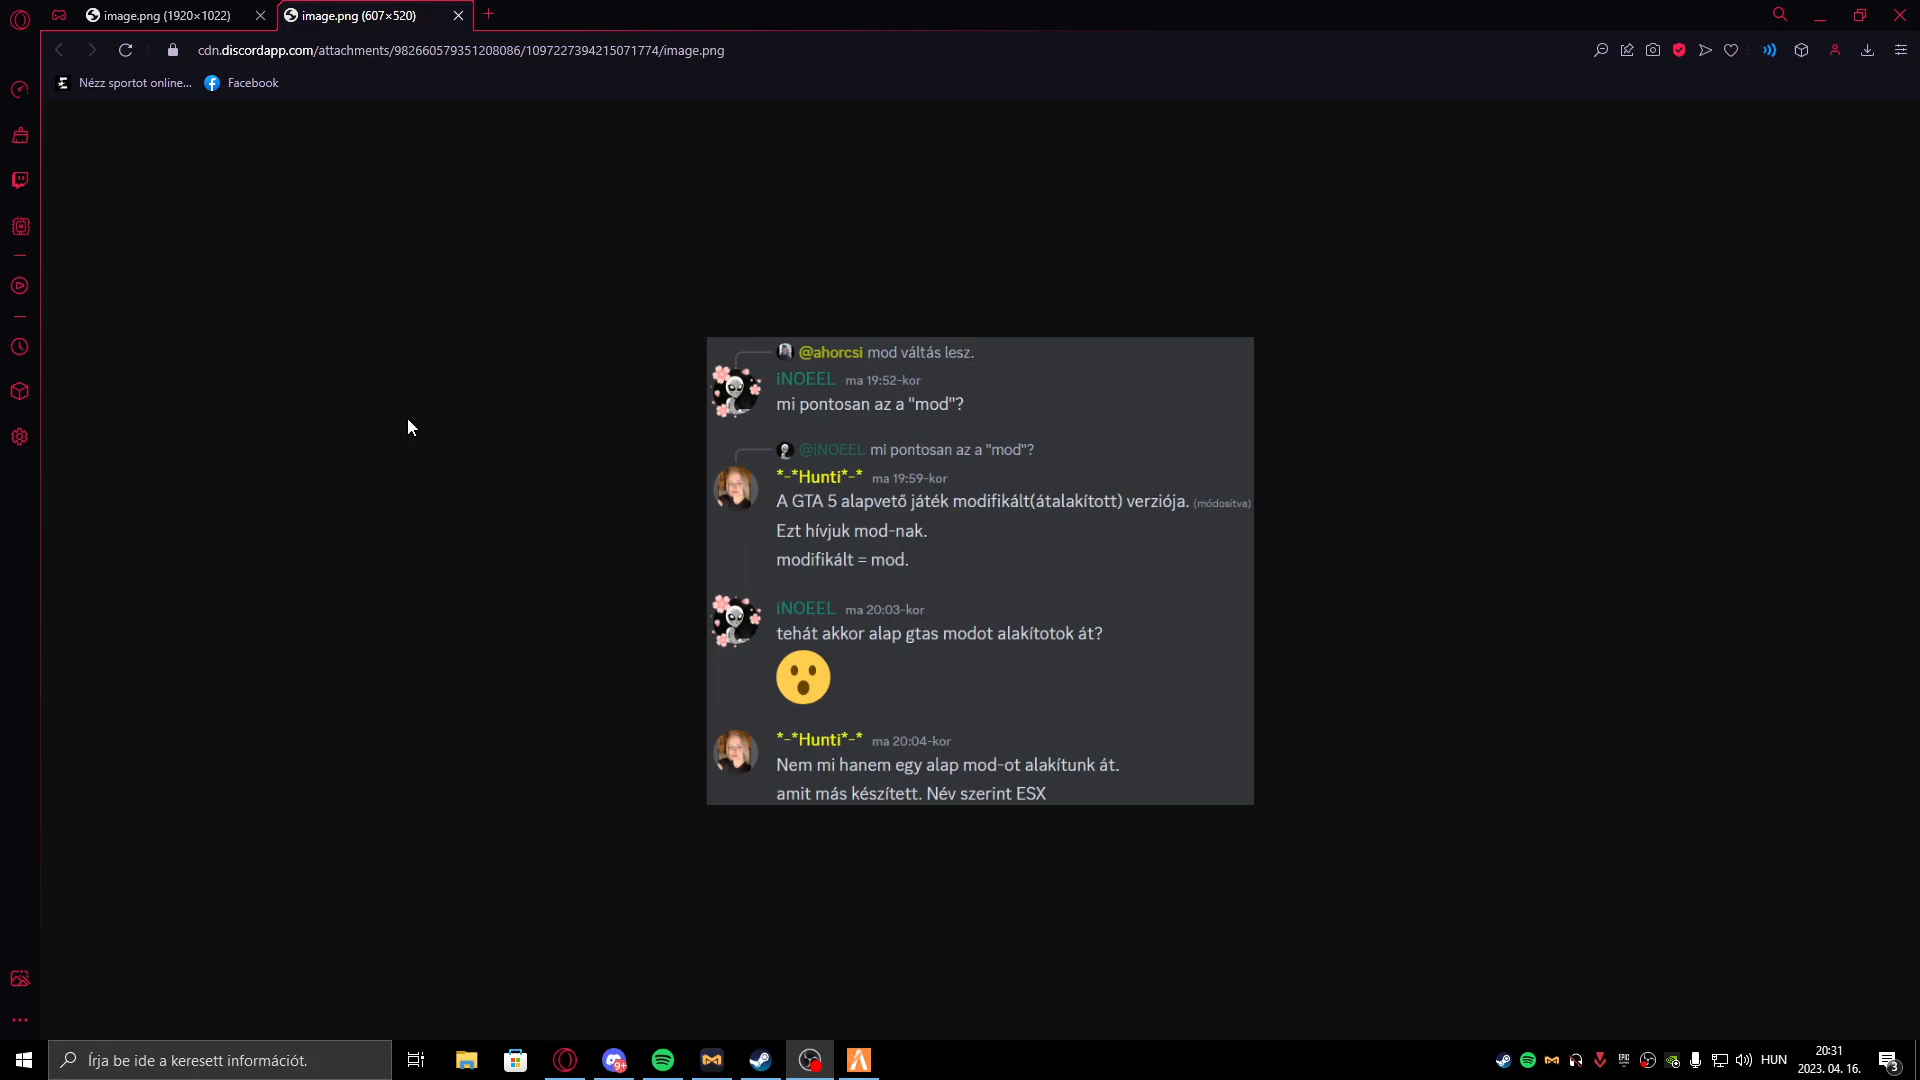 image.png (1920×1022)
image.png (607×520)
cdn.discordapp.com/attachments/982660579351208086/1097227394215071774/image.png
Nézz sportot online...
Facebook
@ahorcsi mod váltás lesz.
iNOEEL ma 19:52-kor
mi pontosan az a "mod"?
@iNOEEL mi pontosan az a "mod"?
*-*Hunti*-* ma 19:59-kor
A GTA 5 alapvető játék modifikált(átalakított) verziója. (módosítva)
Ezt hívjuk mod-nak.
modifikált = mod.
iNOEEL ma 20:03-kor
tehát akkor alap gtas modot alakítotok át?
*-*Hunti*-* ma 20:04-kor
Nem mi hanem egy alap mod-ot alakítunk át.
amit más készített. Név szerint ESX
Írja be ide a keresett információt.
9+
HUN
20:31
2023. 04. 16.
3